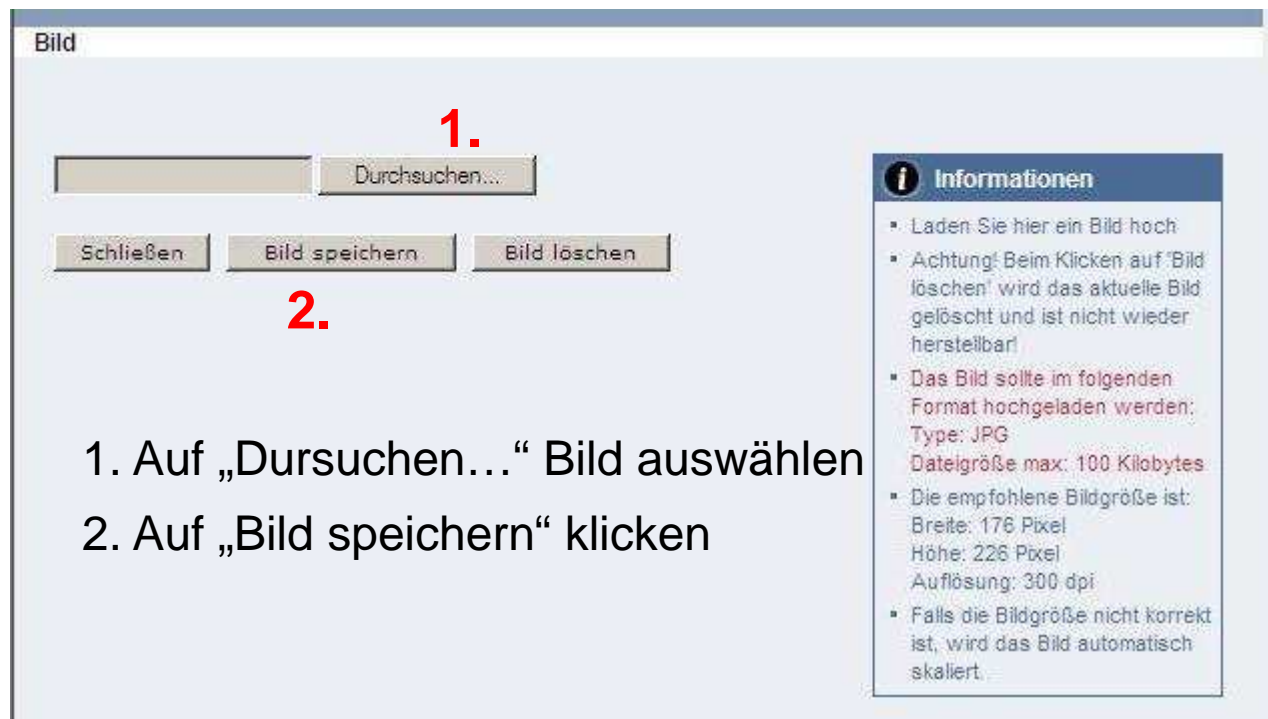 Bild
1.
Durchsuchen...
Schließen
Bild speichern
Bild löschen
2.
1. Auf „Dursuchen…“ Bild auswählen
2. Auf „Bild speichern“ klicken
i Informationen
▪ Laden Sie hier ein Bild hoch
▪ Achtung! Beim Klicken auf 'Bild
löschen' wird das aktuelle Bild
gelöscht und ist nicht wieder
herstellbar!
▪ Das Bild sollte im folgenden
Format hochgeladen werden:
Type: JPG
Dateigröße max: 100 Kilobytes
▪ Die empfohlene Bildgröße ist:
Breite: 176 Pixel
Höhe: 226 Pixel
Auflösung: 300 dpi
▪ Falls die Bildgröße nicht korrekt
ist, wird das Bild automatisch
skaliert.